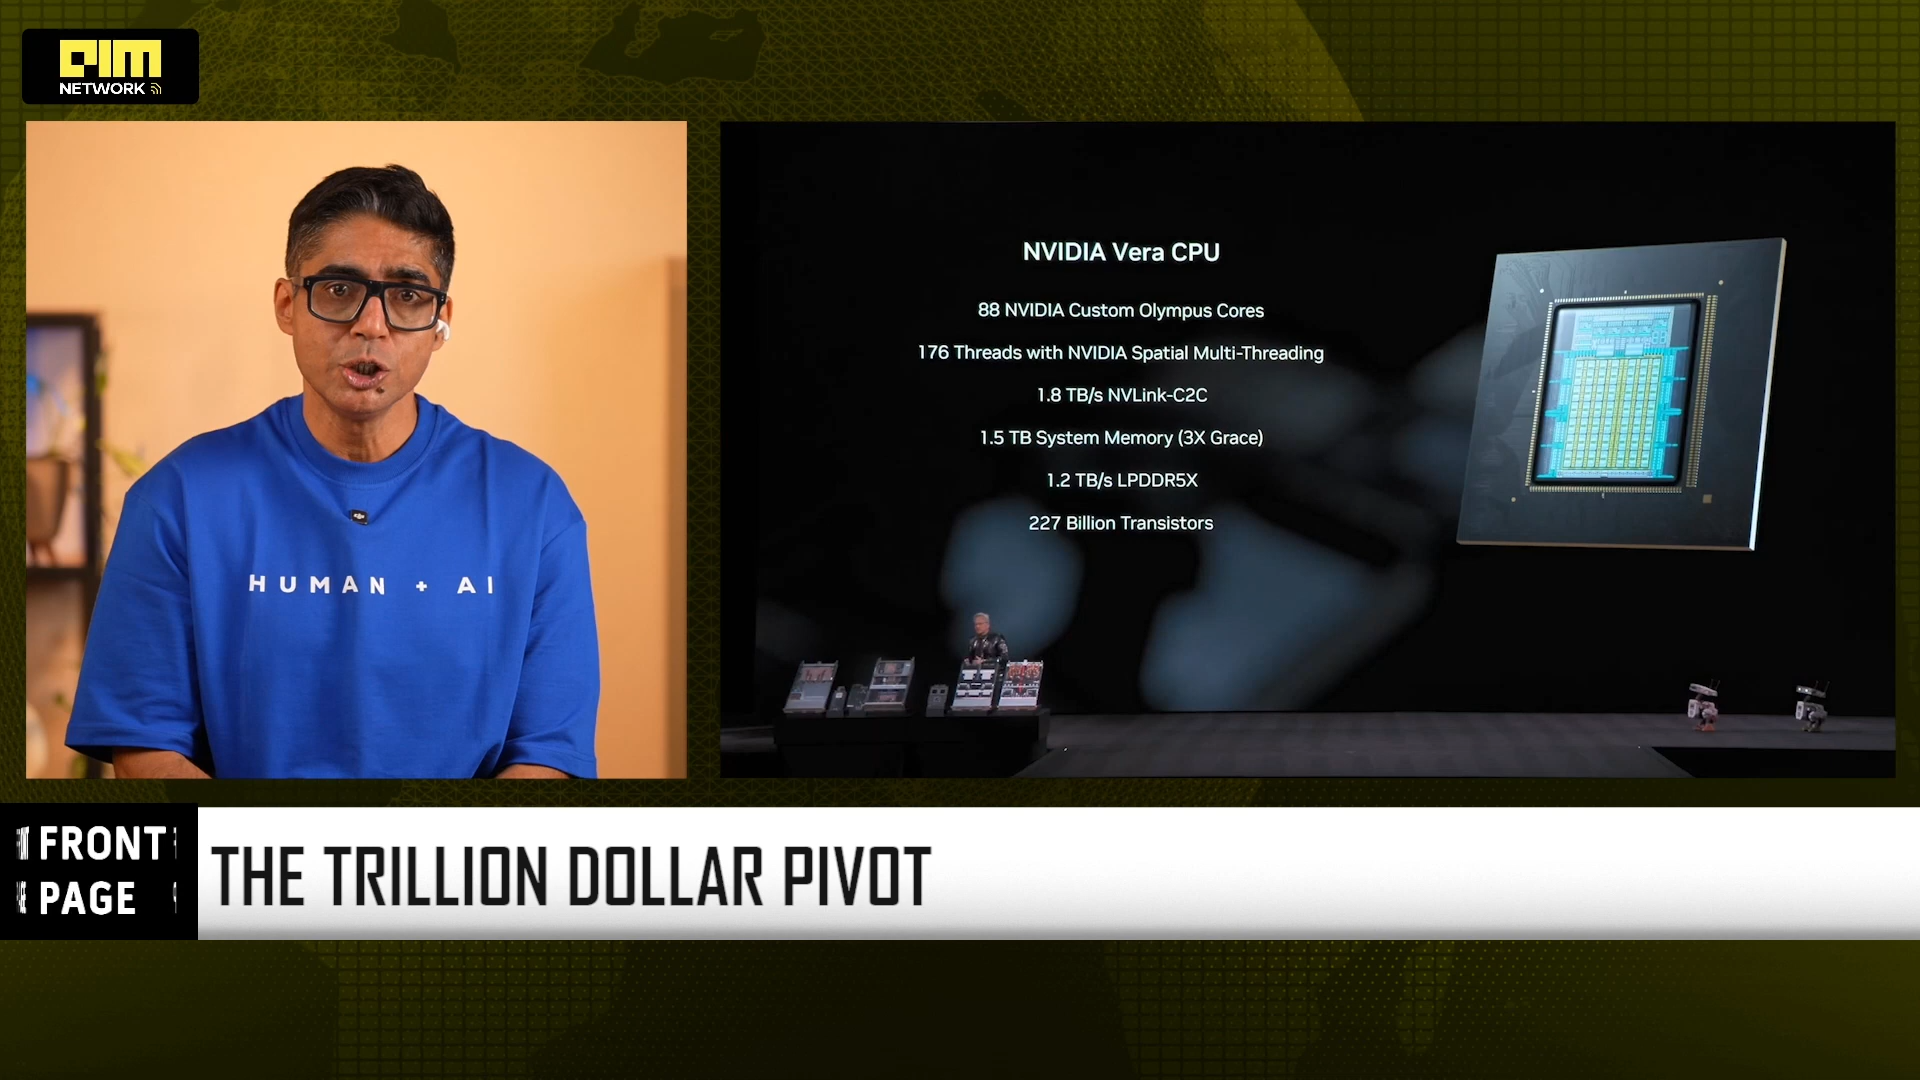 AIM
NETWORK
HUMAN + AI
NVIDIA Vera CPU
88 NVIDIA Custom Olympus Cores
176 Threads with NVIDIA Spatial Multi-Threading
1.8 TB/s NVLink-C2C
1.5 TB System Memory (3X Grace)
1.2 TB/s LPDDR5X
227 Billion Transistors
FRONT
PAGE
THE TRILLION DOLLAR PIVOT